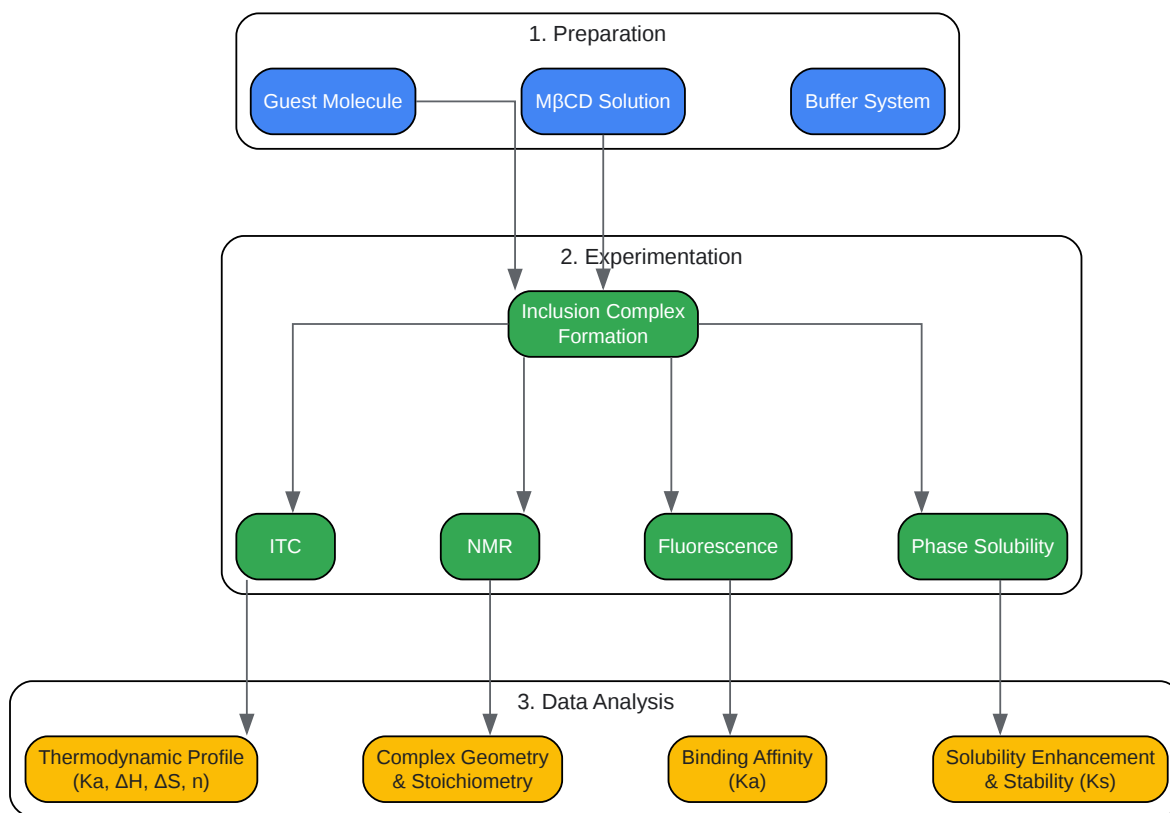 1. Preparation
Guest Molecule
MβCD Solution
Buffer System
2. Experimentation
Inclusion Complex
Formation
ITC
NMR
Fluorescence
Phase Solubility
3. Data Analysis
Thermodynamic Profile
(Ka, ΔH, ΔS, n)
Complex Geometry
& Stoichiometry
Binding Affinity
(Ka)
Solubility Enhancement
& Stability (Ks)